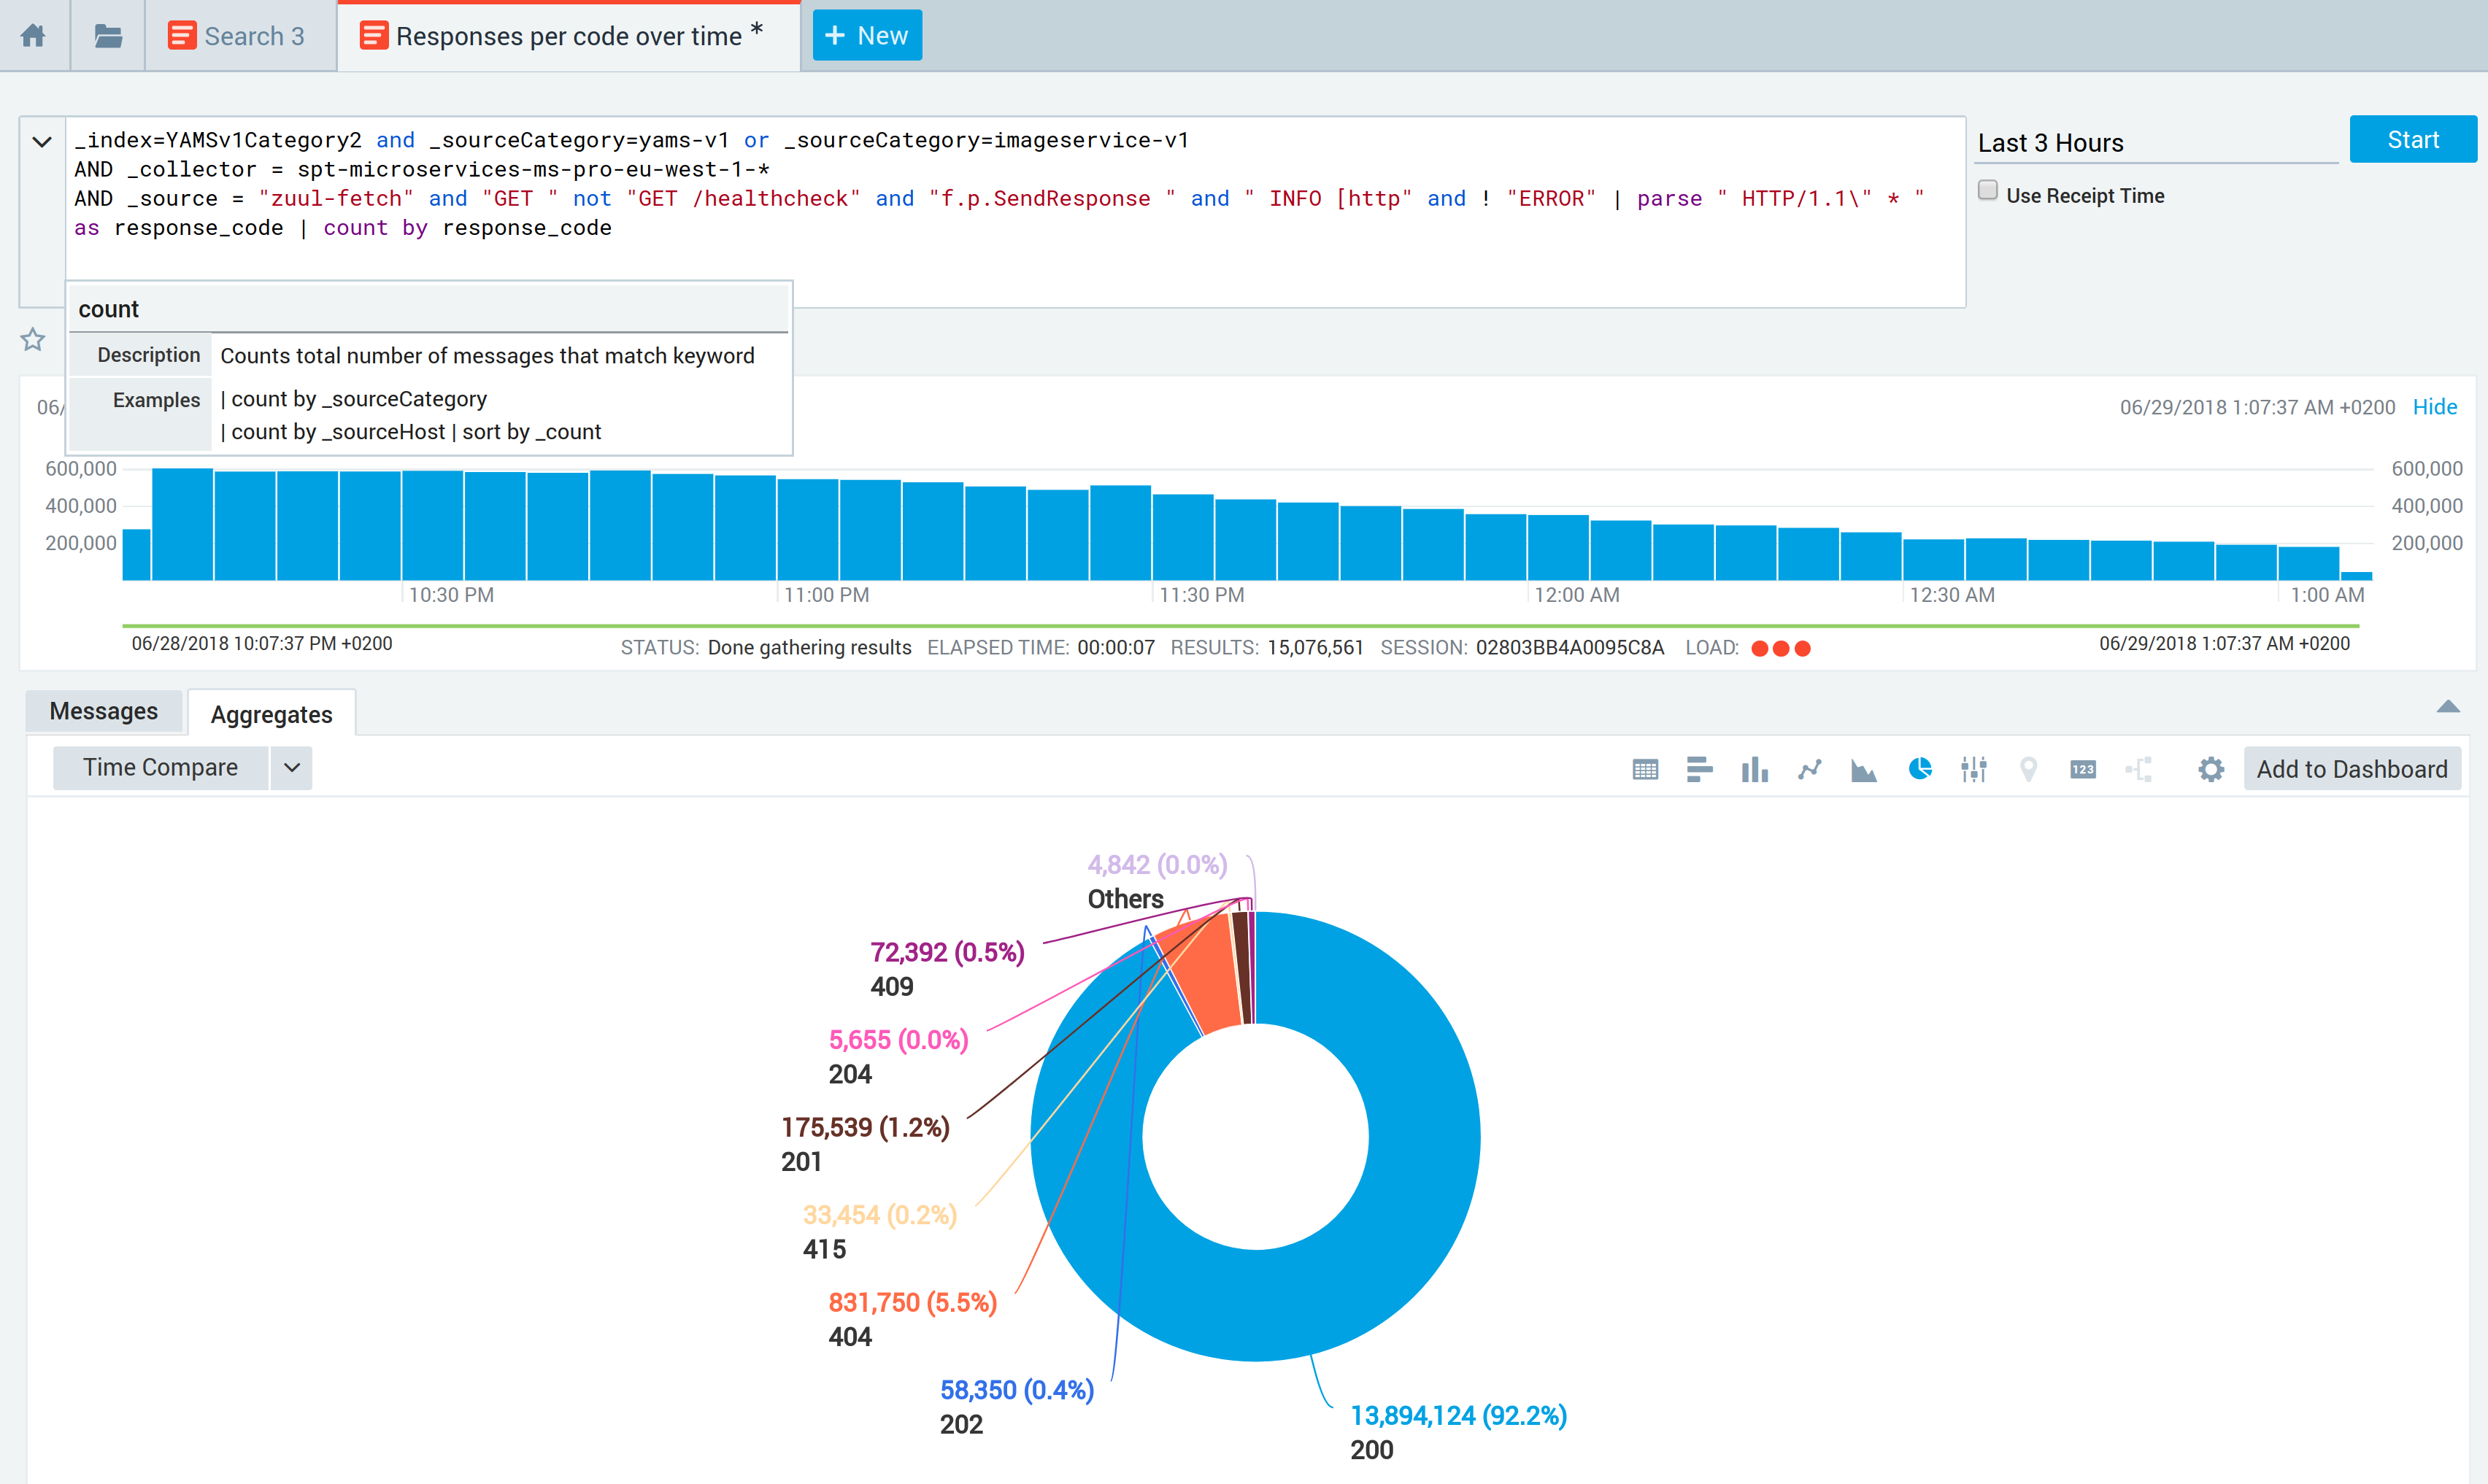 Search 3
Responses per code over time *
+ New
_index=YAMSv1Category2 and _sourceCategory=yams-v1 or _sourceCategory=imageservice-v1
AND _collector = spt-microservices-ms-pro-eu-west-1-*
AND _source = "zuul-fetch" and "GET " not "GET /healthcheck" and "f.p.SendResponse " and " INFO [http" and ! "ERROR" | parse " HTTP/1.1\" * "
as response_code | count by response_code
Last 3 Hours
Start
Use Receipt Time
count
Description Counts total number of messages that match keyword
Examples | count by _sourceCategory
| count by _sourceHost | sort by _count
06/
06/29/2018 1:07:37 AM +0200 Hide
600,000
400,000
200,000
600,000
400,000
200,000
10:30 PM 11:00 PM 11:30 PM 12:00 AM 12:30 AM 1:00 AM
06/28/2018 10:07:37 PM +0200
STATUS: Done gathering results ELAPSED TIME: 00:00:07 RESULTS: 15,076,561 SESSION: 02803BB4A0095C8A LOAD:
06/29/2018 1:07:37 AM +0200
Messages
Aggregates
Time Compare
123
Add to Dashboard
4,842 (0.0%)
Others
72,392 (0.5%)
409
5,655 (0.0%)
204
175,539 (1.2%)
201
33,454 (0.2%)
415
831,750 (5.5%)
404
58,350 (0.4%)
202
13,894,124 (92.2%)
200